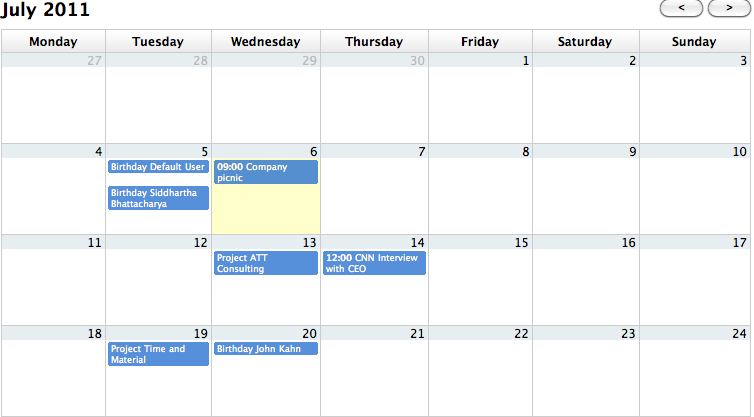 July 2011 < >
Monday Tuesday Wednesday Thursday Friday Saturday Sunday
27 28 29 30 1 2 3
4 5 6 7 8 9 10
Birthday Default User 09:00 Company
picnic
Birthday Siddhartha
Bhattacharya
11 12 13 14 15 16 17
Project ATT 12:00 CNN Interview
Consulting with CEO
18 19 20 21 22 23 24
Project Time and Birthday John Kahn
Material